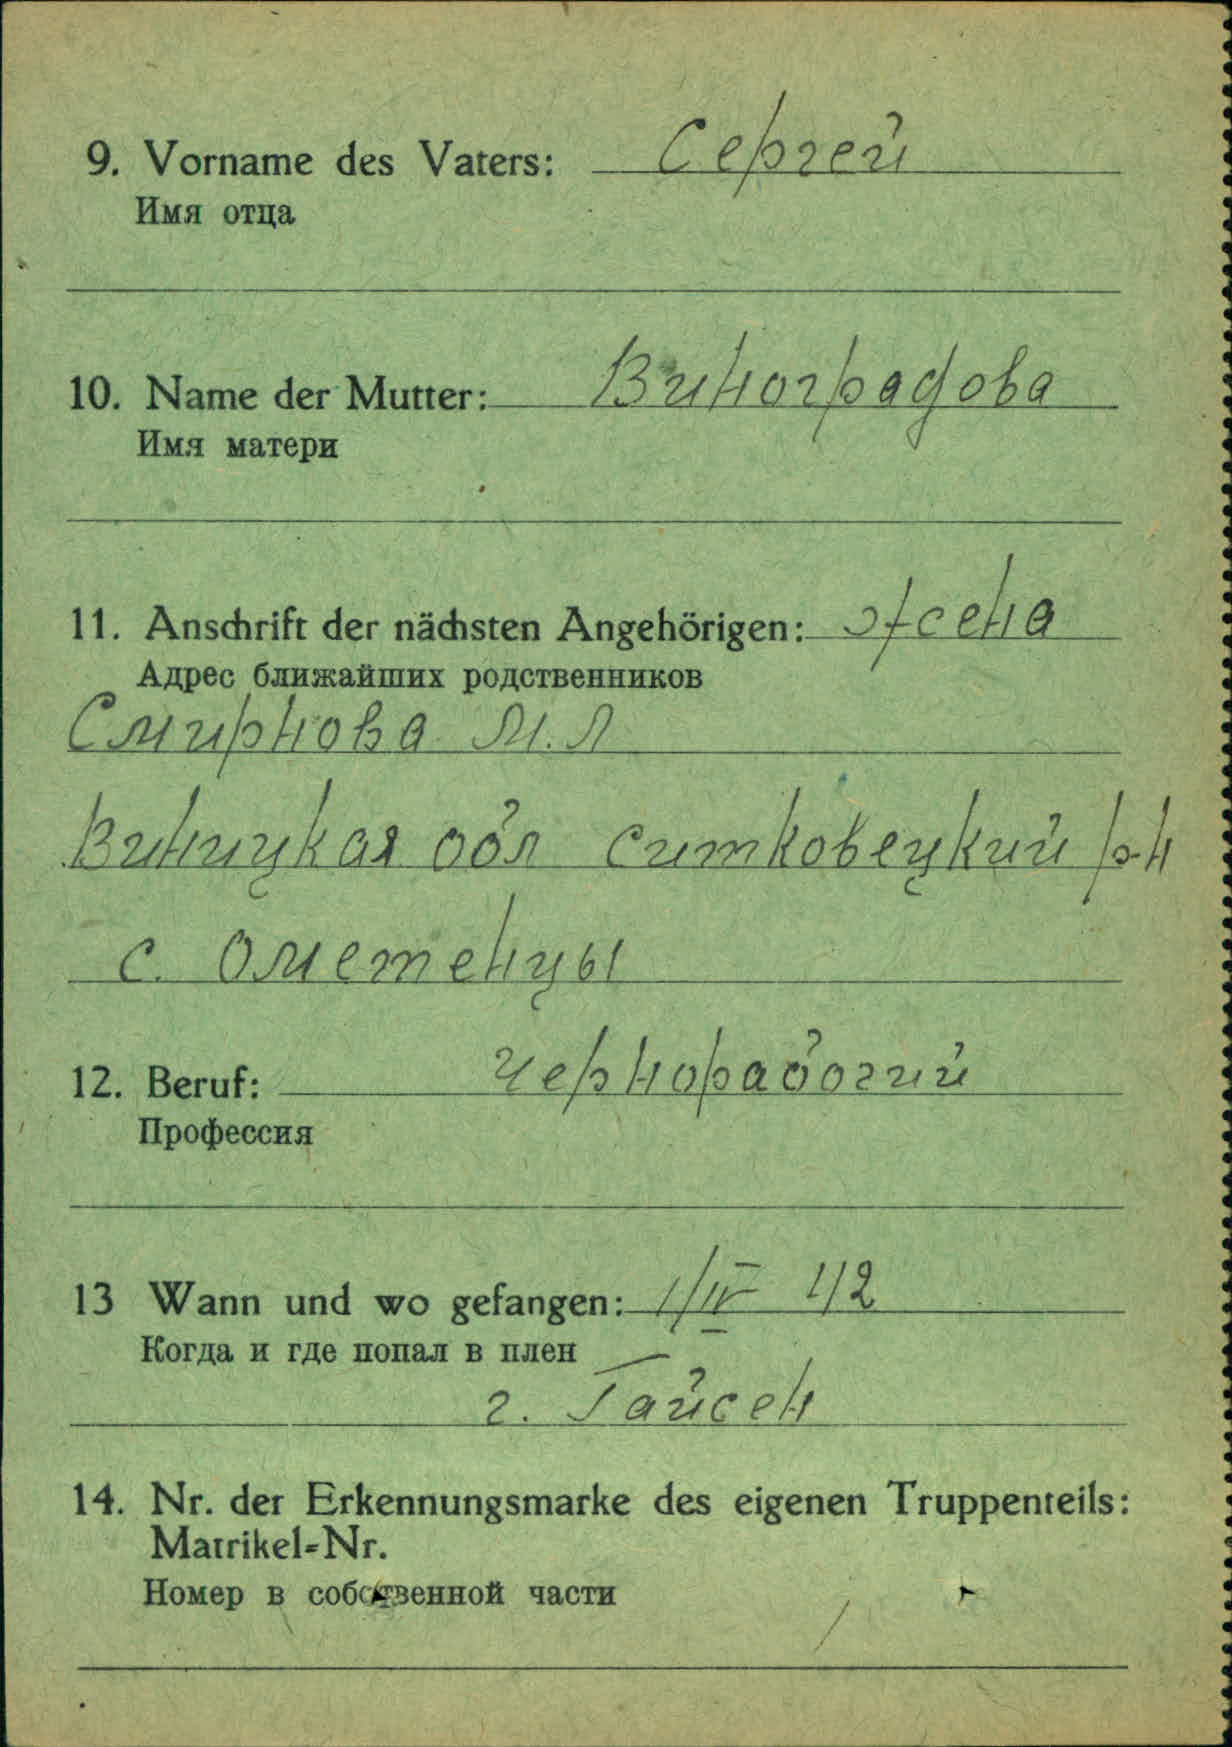 9. Vorname des Vaters: Сергей
Имя отца
10. Name der Mutter: Виноградова
Имя матери
11. Anschrift der nächsten Angehörigen: жена
Адрес ближайших родственников
Смирнова М.Л
Виницкая обл ситковецкий р-н
с. Ометенцы
12. Beruf: Чернорабочий
Профессия
13 Wann und wo gefangen: 1/IV 42
Когда и где попал в плен
г. Гайсен
14. Nr. der Erkennungsmarke des eigenen Truppenteils:
Matrikel-Nr.
Номер в собственной части
/